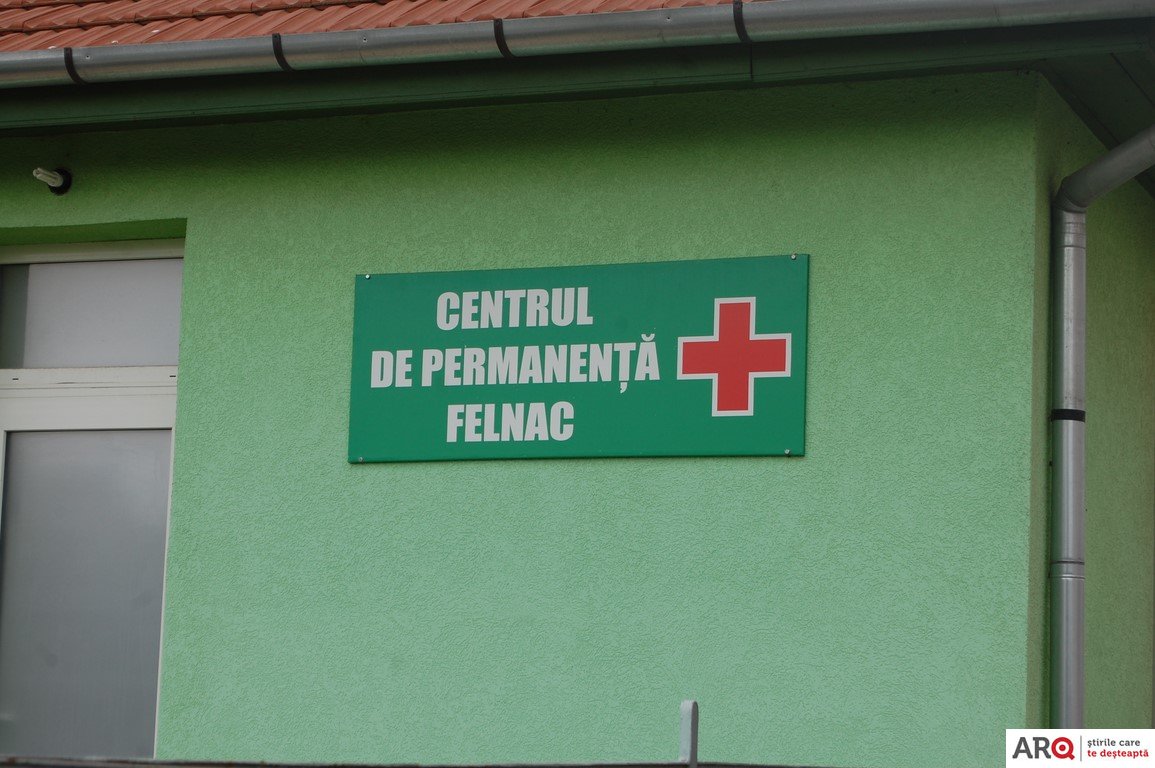 CENTRUL
DE PERMANENȚĂ
FELNAC
ARQ
știrile care
te deșteaptă